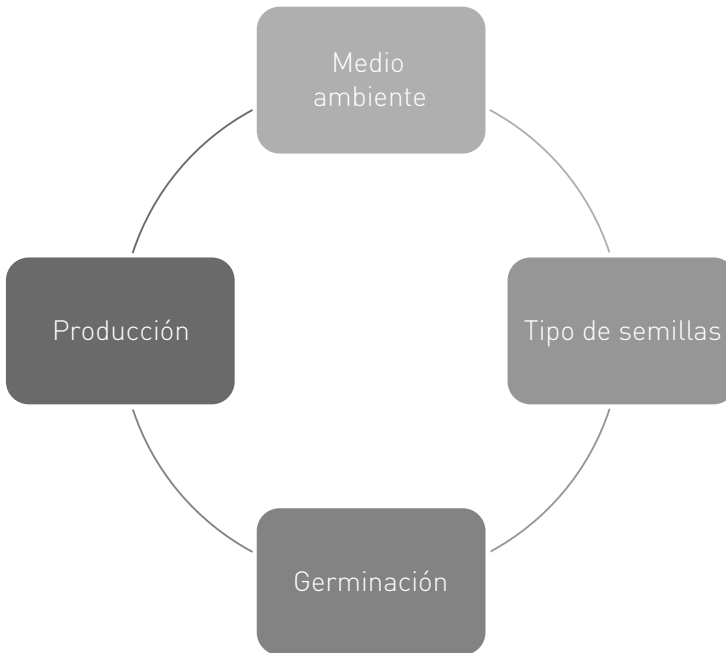 Medio
ambiente
Producción
Tipo de semillas
Germinación